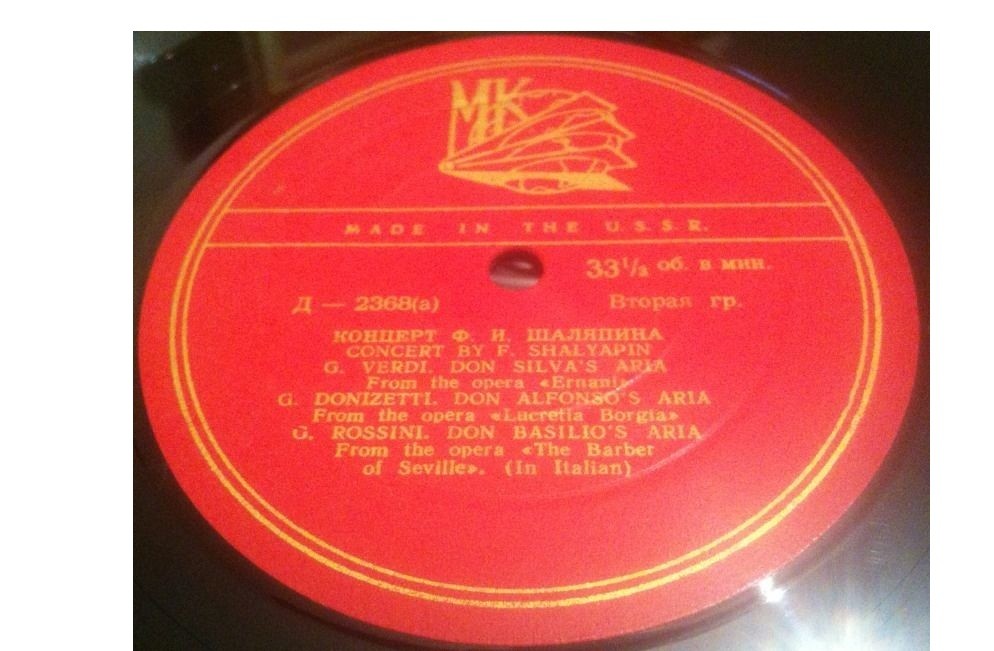 МК
MADE IN THE U.S.S.R.
33⅓ об. в мин.
Д — 2368(а) Вторая гр.
КОНЦЕРТ Ф. И. ШАЛЯПИНА
CONCERT BY F. SHALYAPIN
G. VERDI. DON SILVA'S ARIA
From the opera «Ernani»
G. DONIZETTI. DON ALFONSO'S ARIA
From the opera «Lucretia Borgia»
G. ROSSINI. DON BASILIO'S ARIA
From the opera «The Barber
of Seville». (In Italian)